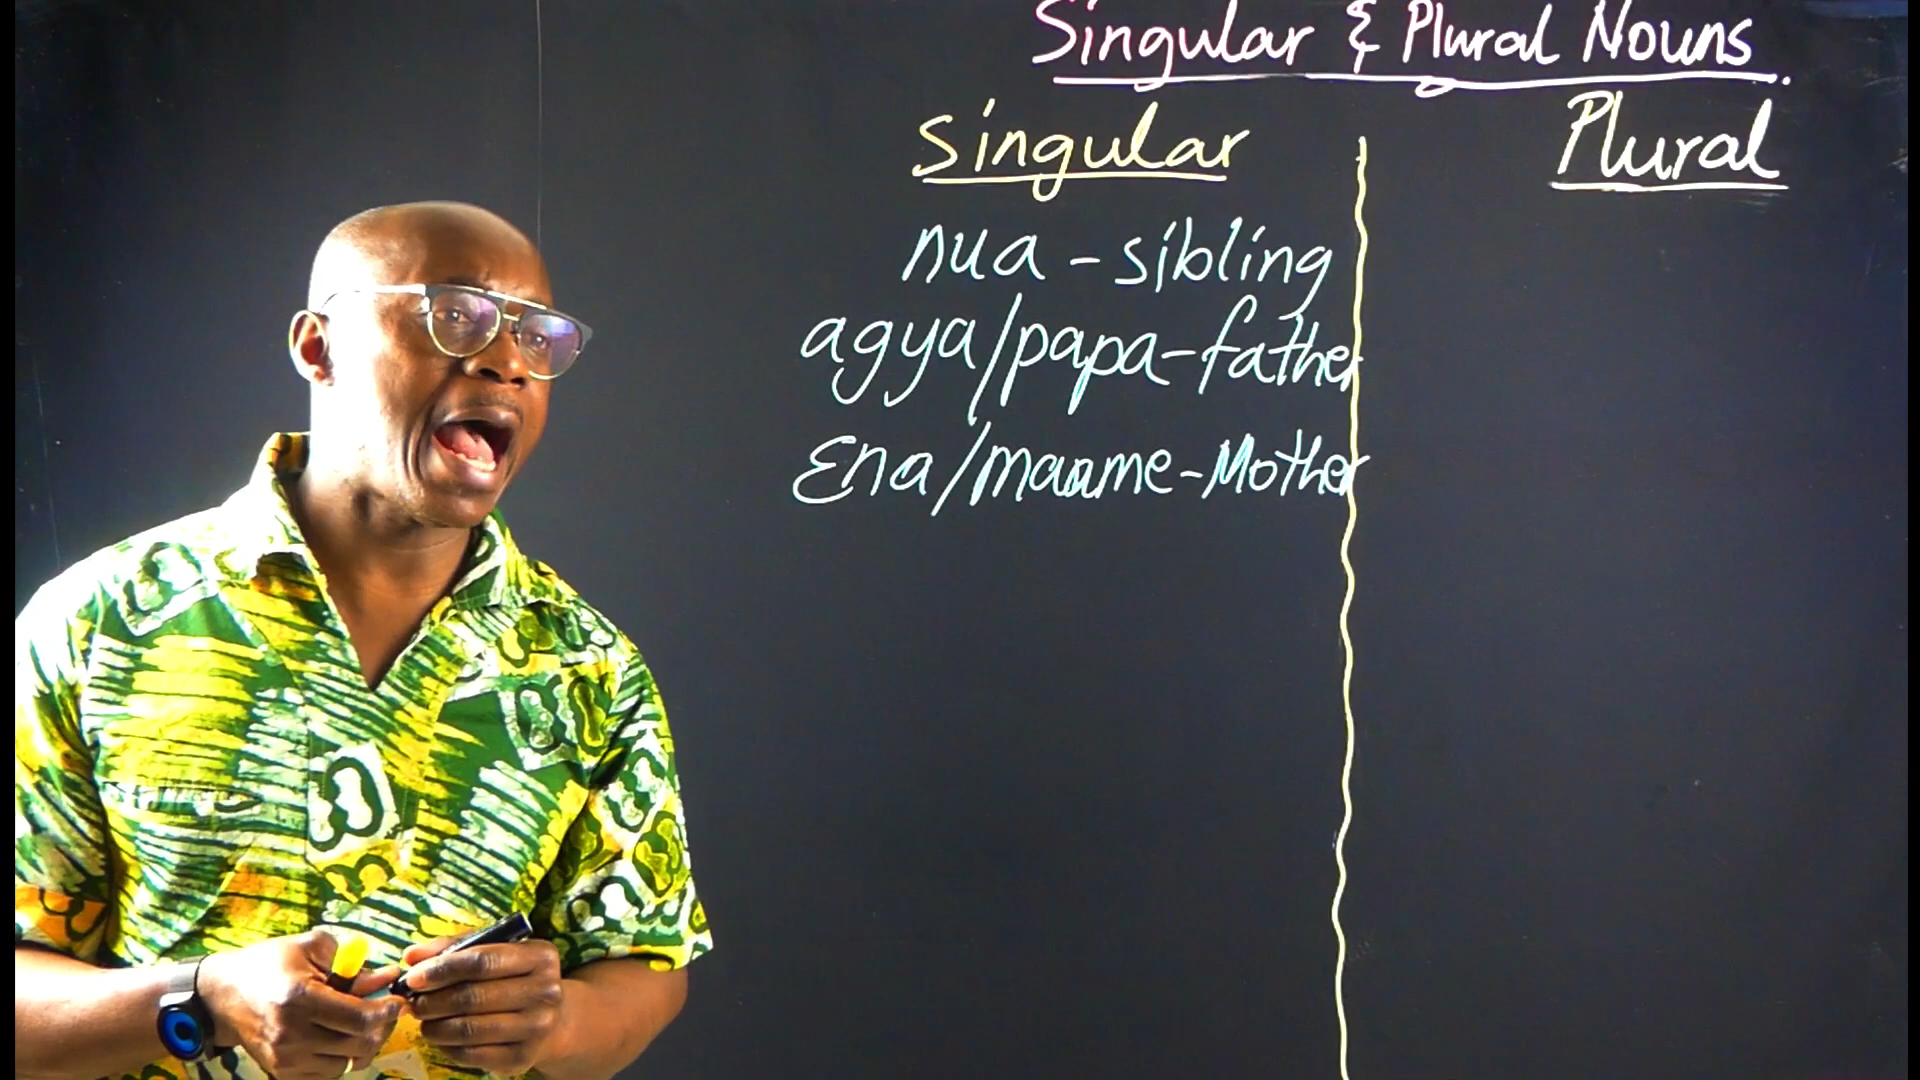 Singular & Plural Nouns
Singular
Plural
nua - sibling
agya/papa - father
Ɛna/maame - Mother